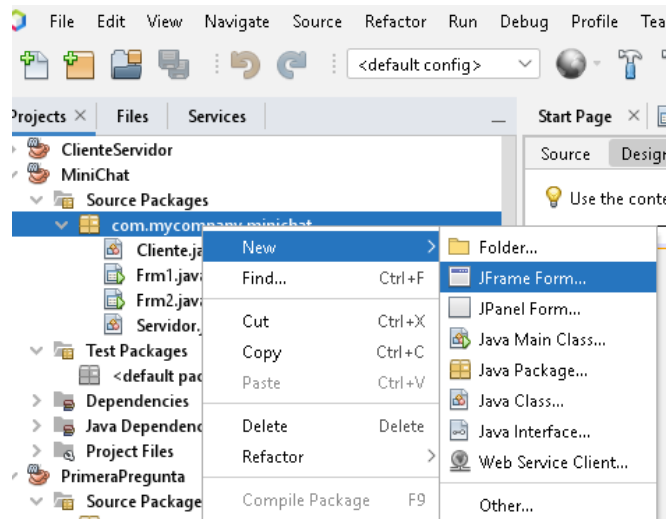 File Edit View Navigate Source Refactor Run Debug Profile Tea
<default config>
Projects Files Services
Start Page
ClienteServidor
Source Design
MiniChat
Source Packages
Use the conte
com.mycompany.minichat
Cliente.ja
Frm1.java
Frm2.java
Servidor.
Test Packages
<default pac
Dependencies
Java Dependenc
Project Files
PrimeraPregunta
Source Package
New
Find... Ctrl+F
Cut Ctrl+X
Copy Ctrl+C
Paste Ctrl+V
Delete Delete
Refactor
Compile Package F9
Folder...
JFrame Form...
JPanel Form...
Java Main Class...
Java Package...
Java Class...
Java Interface...
Web Service Client...
Other...